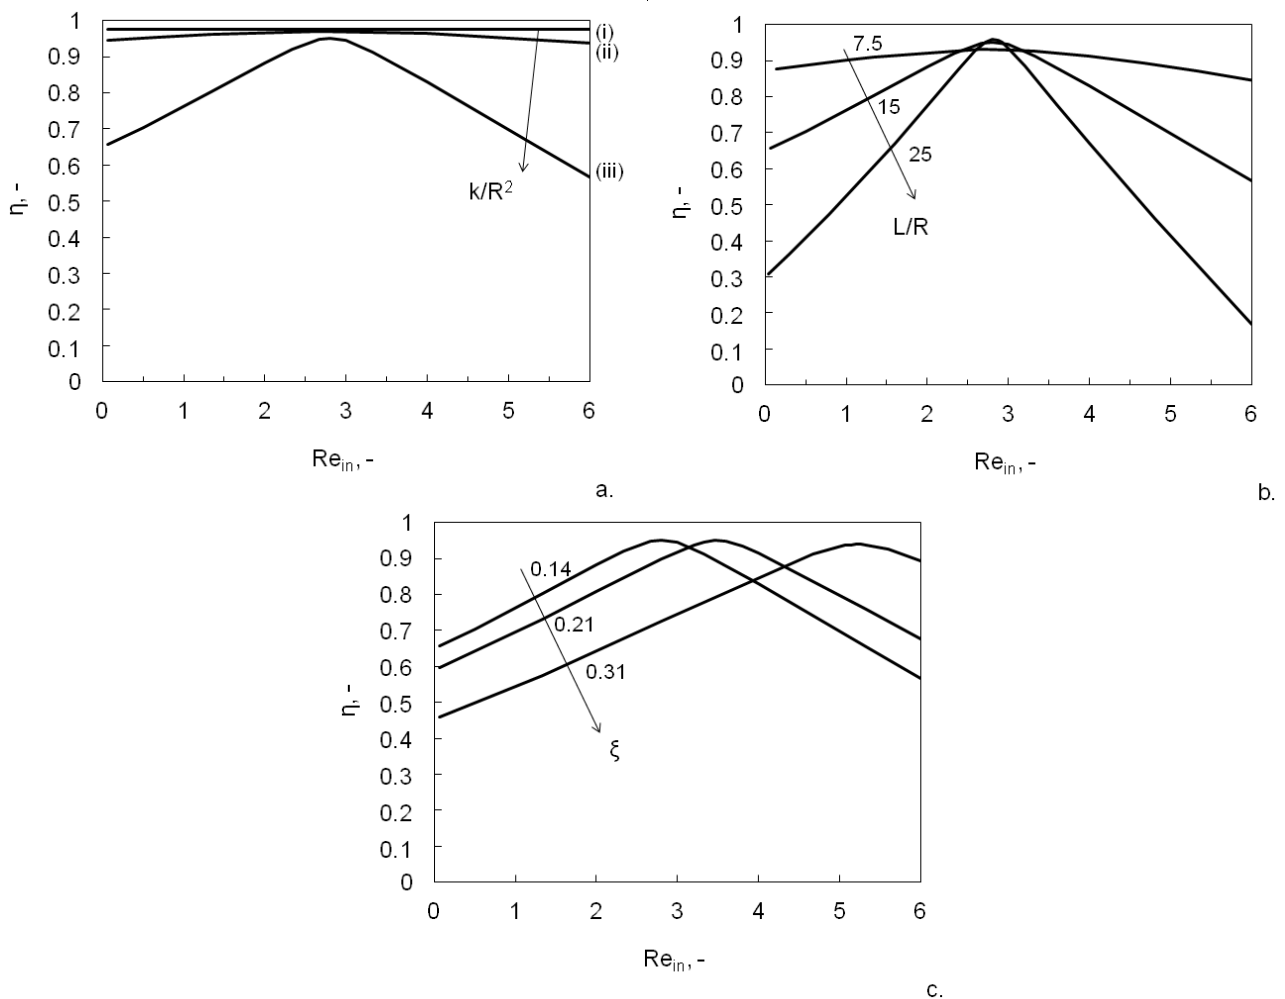 1
0.9
0.8
0.7
0.6
0.5
0.4
0.3
0.2
0.1
0
η, -
(i)
(ii)
(iii)
k/R²
0 1 2 3 4 5 6
Re_in, -
a.
1
0.9
0.8
0.7
0.6
0.5
0.4
0.3
0.2
0.1
0
η, -
7.5
15
25
L/R
0 1 2 3 4 5 6
Re_in, -
b.
1
0.9
0.8
0.7
0.6
0.5
0.4
0.3
0.2
0.1
0
η, -
0.14
0.21
0.31
ξ
0 1 2 3 4 5 6
Re_in, -
c.